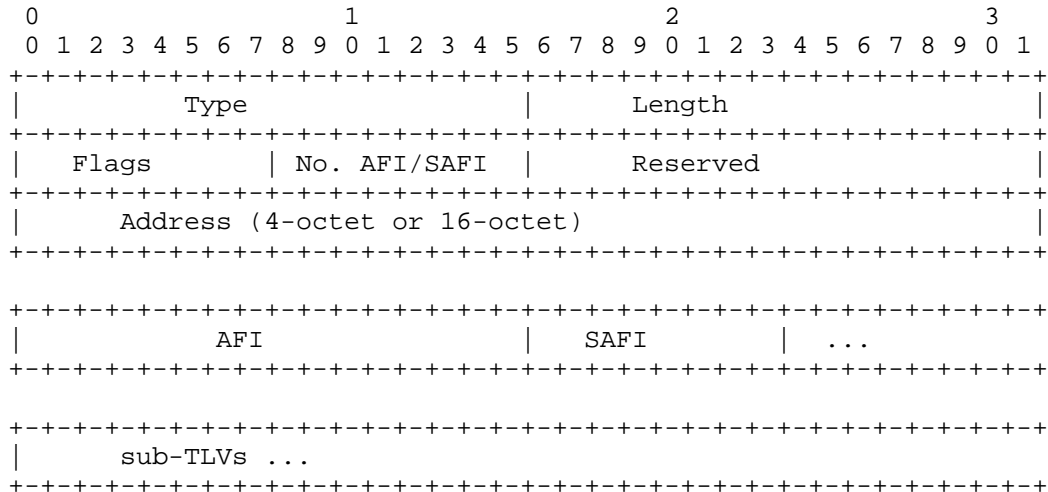 0                   1                   2                   3
 0 1 2 3 4 5 6 7 8 9 0 1 2 3 4 5 6 7 8 9 0 1 2 3 4 5 6 7 8 9 0 1
+-+-+-+-+-+-+-+-+-+-+-+-+-+-+-+-+-+-+-+-+-+-+-+-+-+-+-+-+-+-+-+-+
|          Type                 |      Length                   |
+-+-+-+-+-+-+-+-+-+-+-+-+-+-+-+-+-+-+-+-+-+-+-+-+-+-+-+-+-+-+-+-+
|   Flags       | No. AFI/SAFI  |      Reserved                 |
+-+-+-+-+-+-+-+-+-+-+-+-+-+-+-+-+-+-+-+-+-+-+-+-+-+-+-+-+-+-+-+-+
|      Address (4-octet or 16-octet)                            |
+-+-+-+-+-+-+-+-+-+-+-+-+-+-+-+-+-+-+-+-+-+-+-+-+-+-+-+-+-+-+-+-+
+-+-+-+-+-+-+-+-+-+-+-+-+-+-+-+-+-+-+-+-+-+-+-+-+-+-+-+-+-+-+-+-+
|            AFI                |   SAFI        |  ...
+-+-+-+-+-+-+-+-+-+-+-+-+-+-+-+-+-+-+-+-+-+-+-+-+-+-+-+-+-+-+-+-+
+-+-+-+-+-+-+-+-+-+-+-+-+-+-+-+-+-+-+-+-+-+-+-+-+-+-+-+-+-+-+-+-+
|      sub-TLVs ...
+-+-+-+-+-+-+-+-+-+-+-+-+-+-+-+-+-+-+-+-+-+-+-+-+-+-+-+-+-+-+-+-+